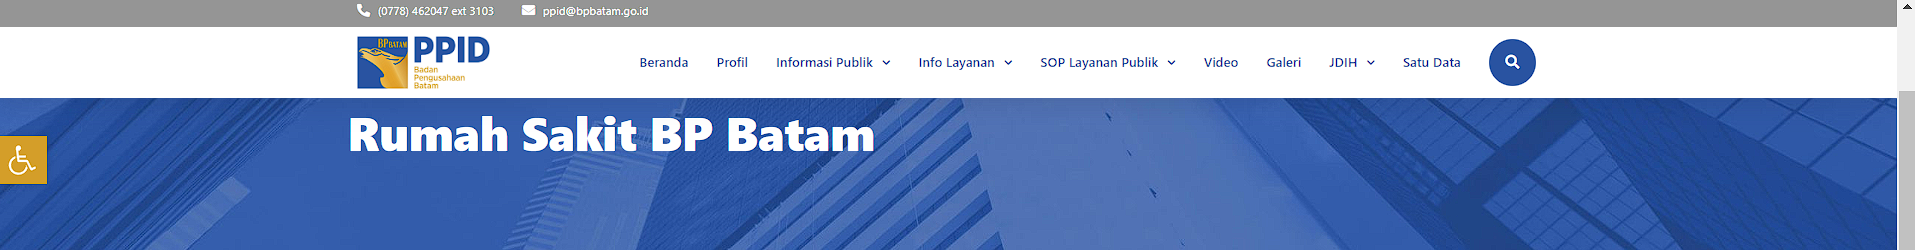 (0778) 462047 ext 3103 ppid@bpbatam.go.id
BP BATAM PPID
Badan
Pengusahaan
Batam
Beranda Profil Informasi Publik Info Layanan SOP Layanan Publik Video Galeri JDIH Satu Data
Rumah Sakit BP Batam